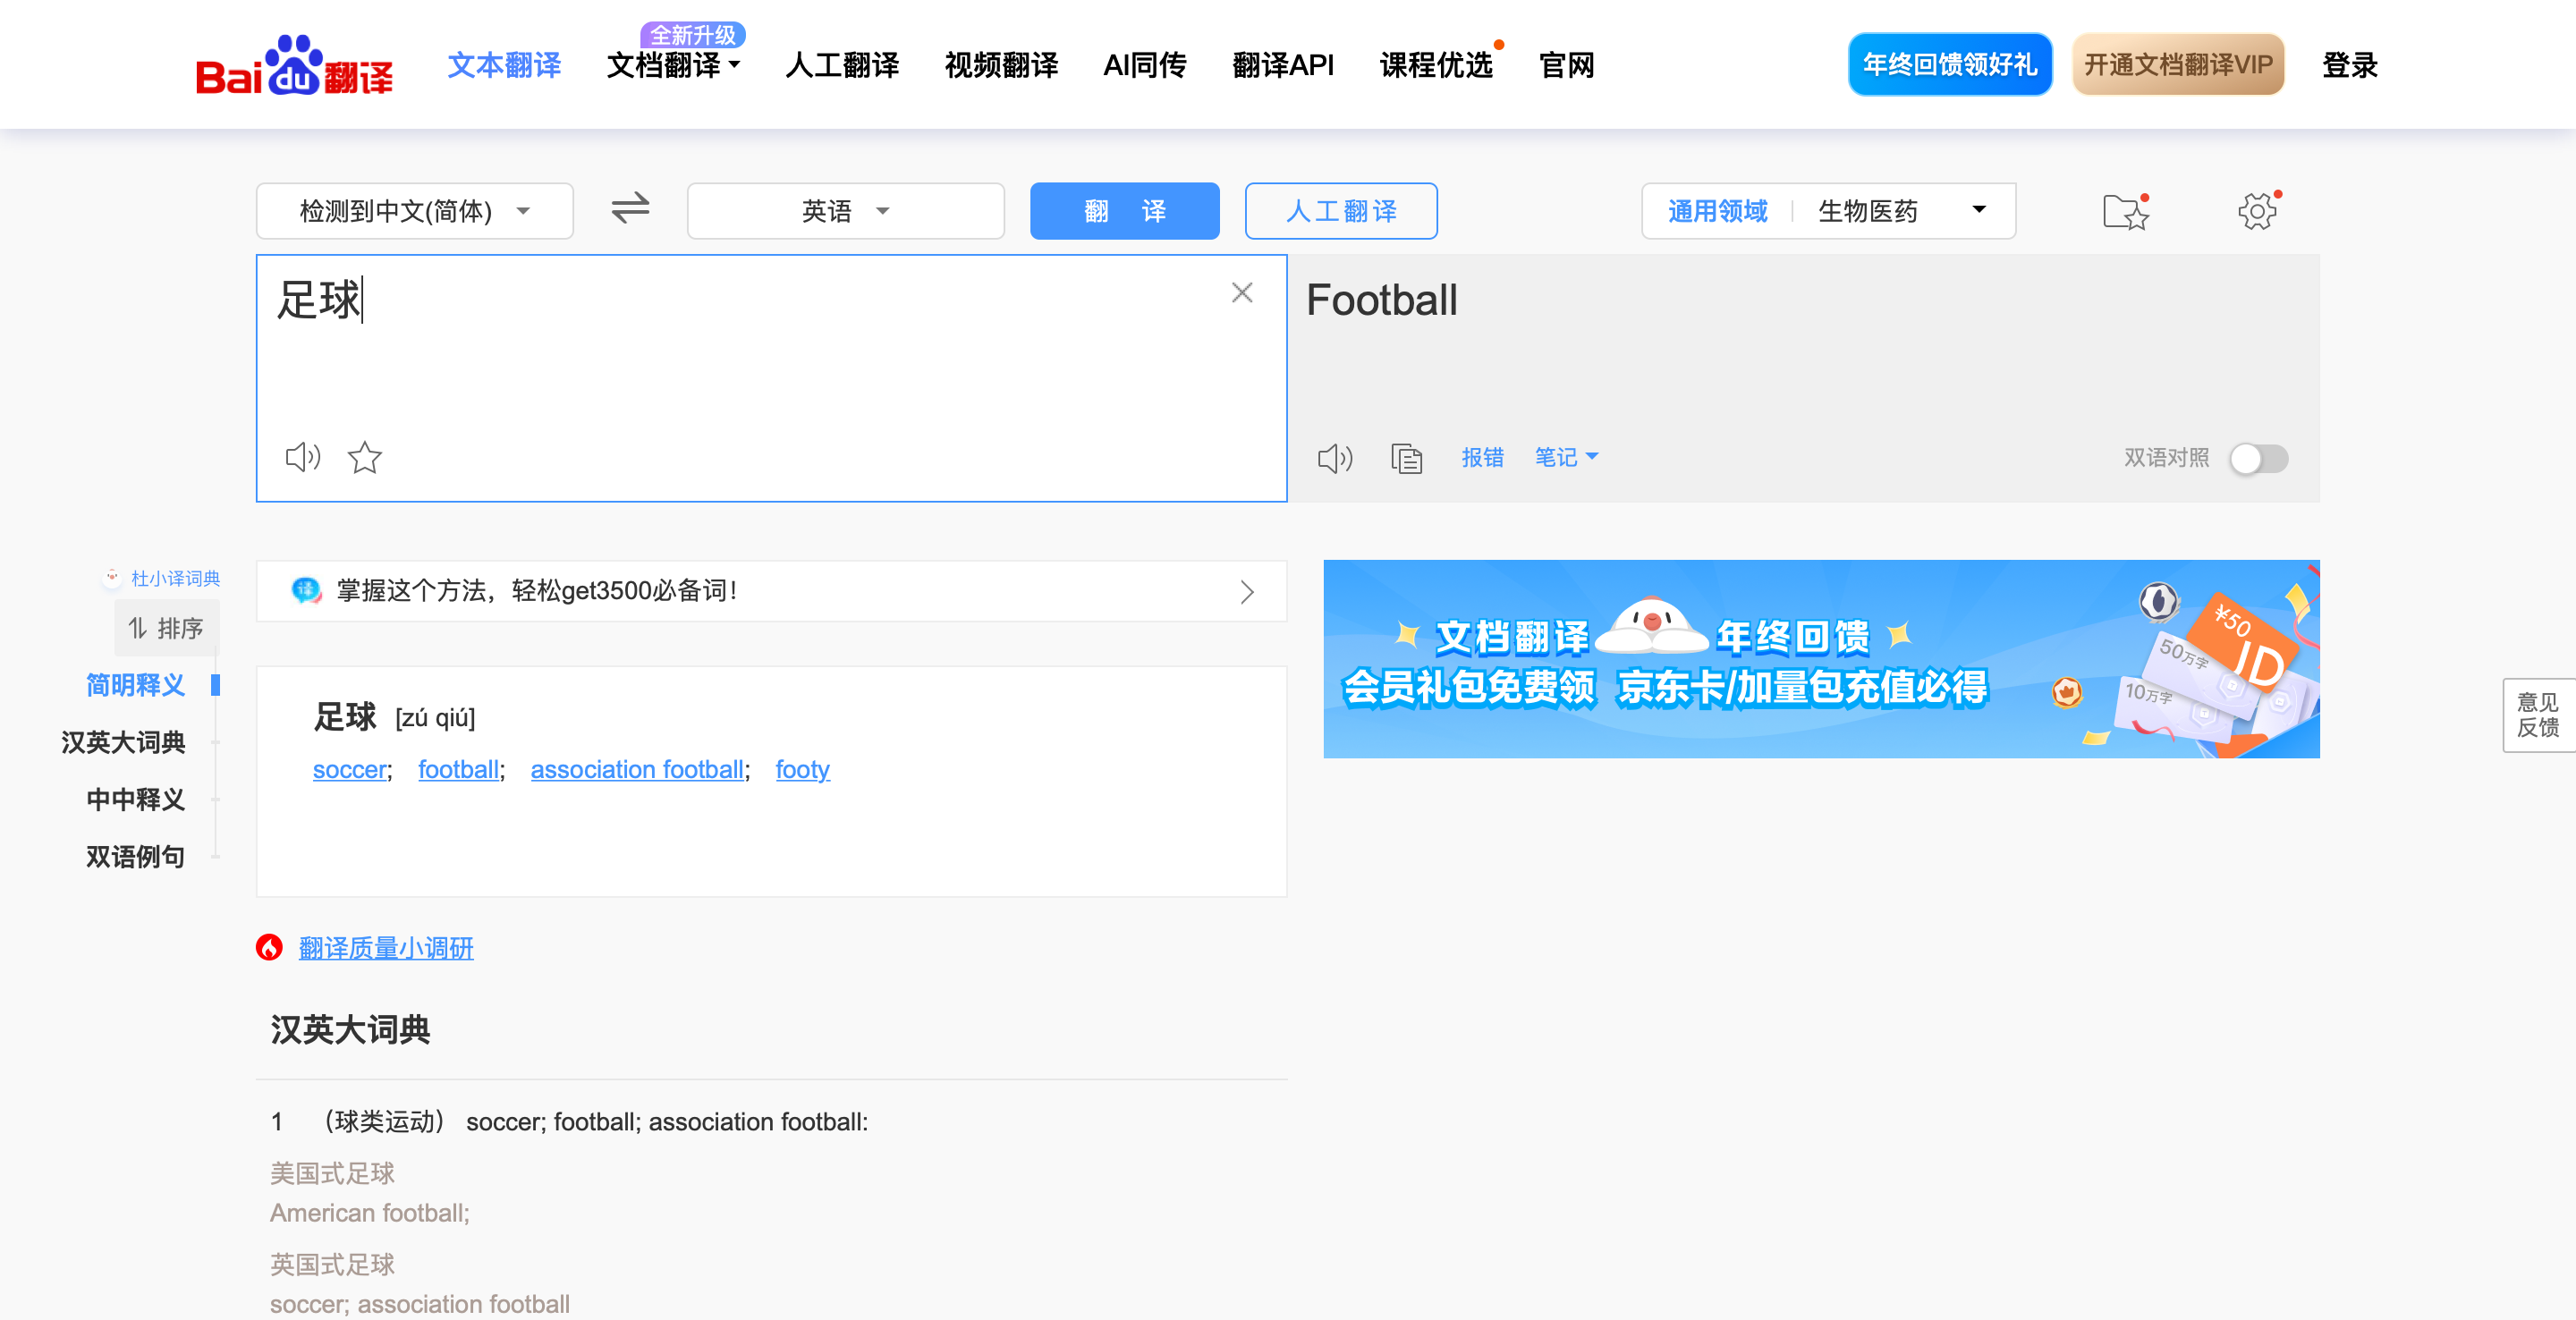 Bai du 翻译
文本翻译
全新升级
文档翻译
人工翻译
视频翻译
AI同传
翻译API
课程优选
官网
年终回馈领好礼
开通文档翻译VIP
登录
检测到中文(简体)
英语
翻 译
人工翻译
通用领域
生物医药
足球
Football
报错
笔记
双语对照
杜小译词典
排序
简明释义
汉英大词典
中中释义
双语例句
译 掌握这个方法，轻松get3500必备词！
文档翻译 年终回馈
会员礼包免费领 京东卡/加量包充值必得
¥50
JD
50万字
10万字
足球 [zú qiú]
soccer; football; association football; footy
意见
反馈
翻译质量小调研
汉英大词典
1 （球类运动） soccer; football; association football:
美国式足球
American football;
英国式足球
soccer; association football